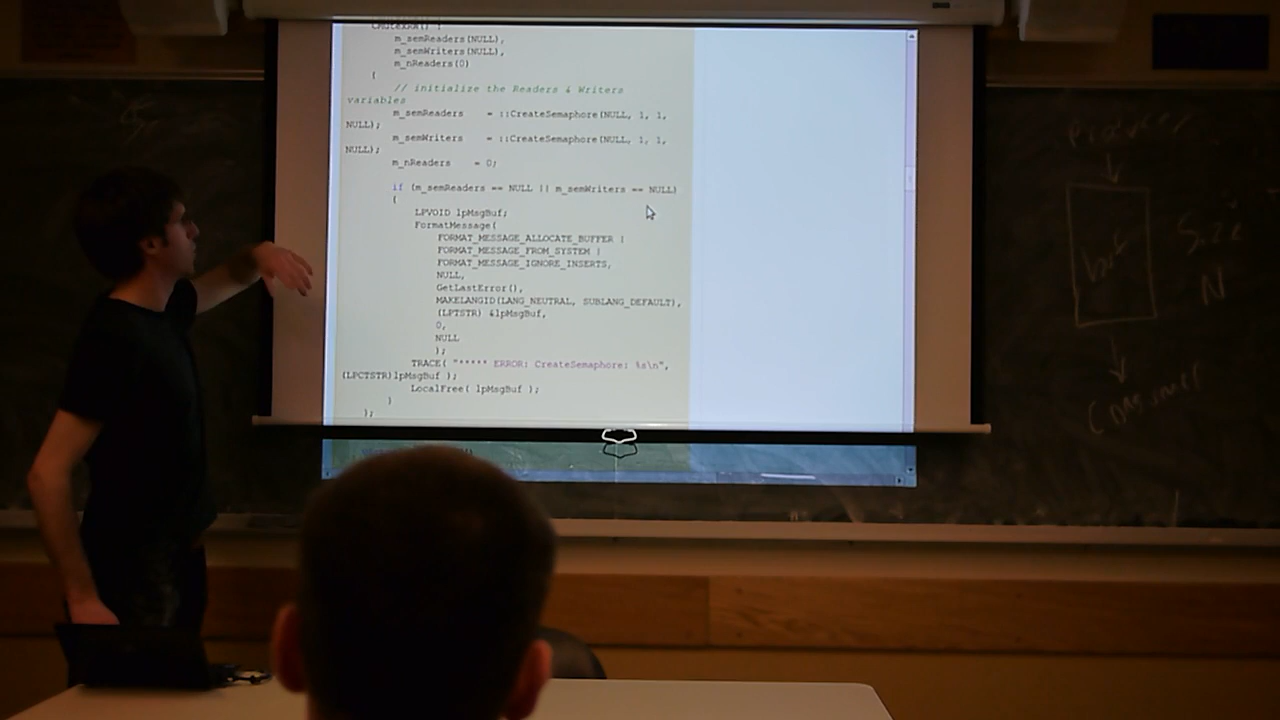 CMutexRW() :
m_semReaders(NULL),
m_semWriters(NULL),
m_nReaders(0)
{
// initialize the Readers & Writers
variables
m_semReaders = ::CreateSemaphore(NULL, 1, 1,
NULL);
m_semWriters = ::CreateSemaphore(NULL, 1, 1,
NULL);
m_nReaders = 0;
if (m_semReaders == NULL || m_semWriters == NULL)
{
LPVOID lpMsgBuf;
FormatMessage(
FORMAT_MESSAGE_ALLOCATE_BUFFER |
FORMAT_MESSAGE_FROM_SYSTEM |
FORMAT_MESSAGE_IGNORE_INSERTS,
NULL,
GetLastError(),
MAKELANGID(LANG_NEUTRAL, SUBLANG_DEFAULT),
(LPTSTR) &lpMsgBuf,
0,
NULL
);
TRACE( "***** ERROR: CreateSemaphore: %s\n",
(LPCTSTR)lpMsgBuf );
LocalFree( lpMsgBuf );
}
};
Producer
buf
Size
N